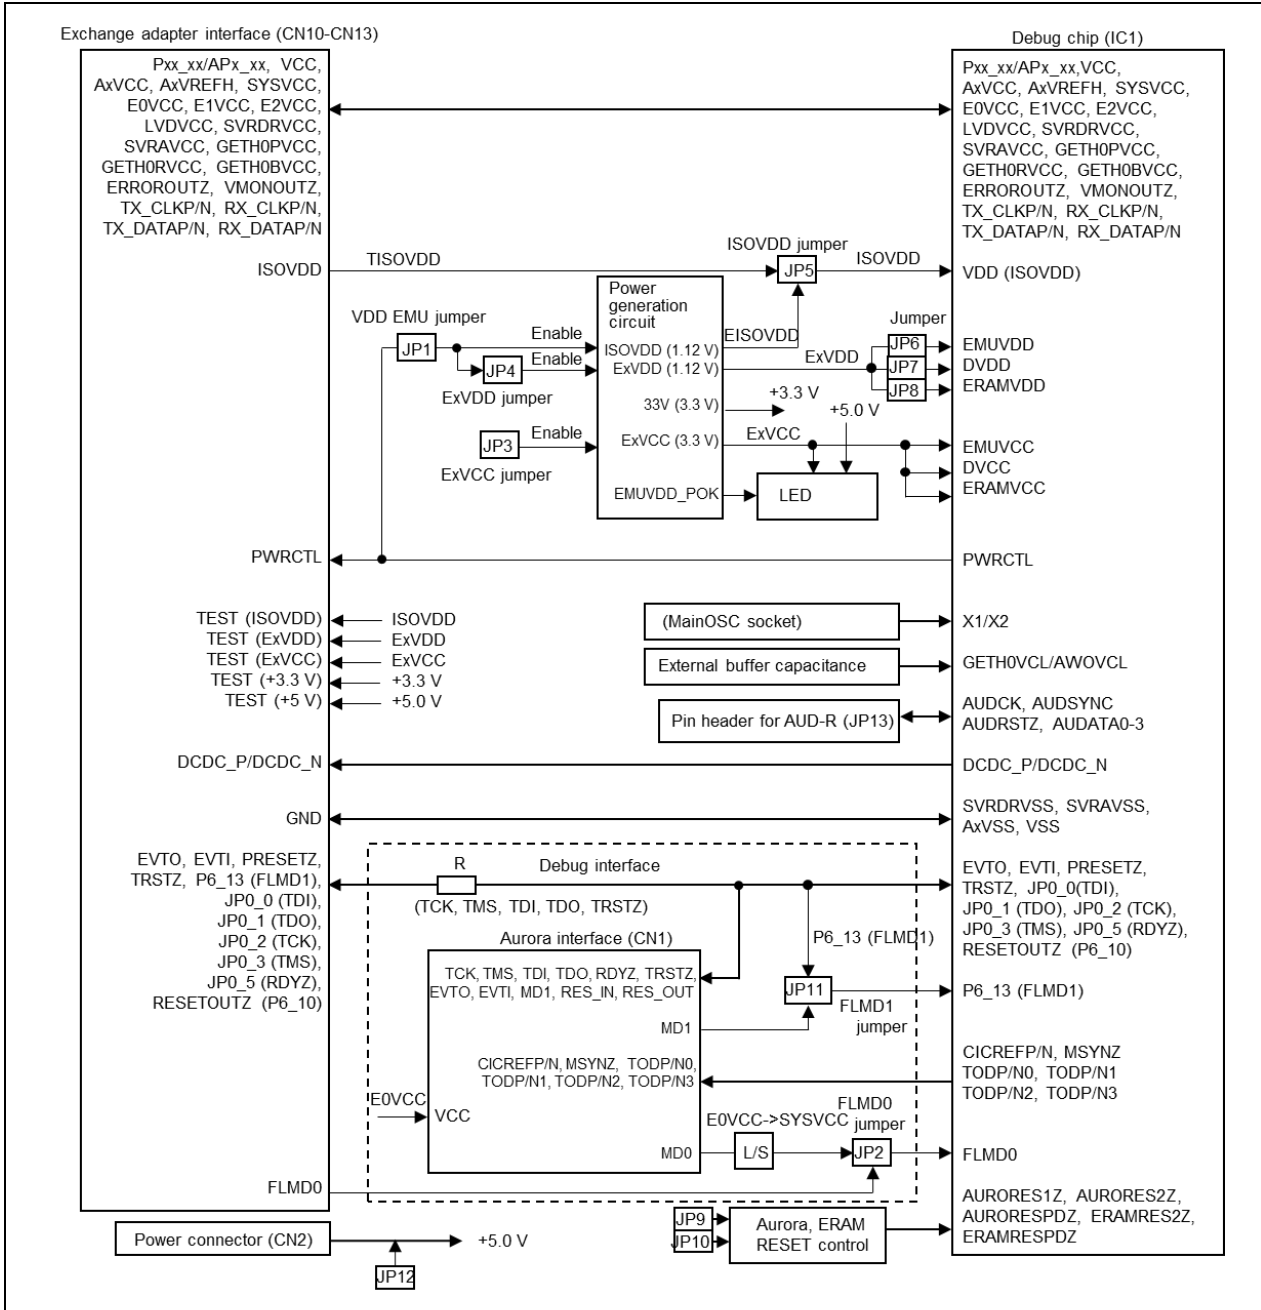 Exchange adapter interface (CN10-CN13)
Debug chip (IC1)
Pxx_xx/APx_xx, VCC,
AxVCC, AxVREFH, SYSVCC,
E0VCC, E1VCC, E2VCC,
LVDVCC, SVRDRVCC,
SVRAVCC, GETH0PVCC,
GETH0RVCC, GETH0BVCC,
ERROROUTZ, VMONOUTZ,
TX_CLKP/N, RX_CLKP/N,
TX_DATAP/N, RX_DATAP/N
Pxx_xx/APx_xx,VCC,
AxVCC, AxVREFH, SYSVCC,
E0VCC, E1VCC, E2VCC,
LVDVCC, SVRDRVCC,
SVRAVCC, GETH0PVCC,
GETH0RVCC, GETH0BVCC,
ERROROUTZ, VMONOUTZ,
TX_CLKP/N, RX_CLKP/N,
TX_DATAP/N, RX_DATAP/N
ISOVDD
TISOVDD
ISOVDD jumper
JP5
ISOVDD
VDD (ISOVDD)
Power
generation
circuit
VDD EMU jumper
JP1
Enable
ISOVDD (1.12 V)
EISOVDD
Jumper
JP6
EMUVDD
JP4
Enable
ExVDD (1.12 V)
ExVDD
JP7
DVDD
ExVDD jumper
JP8
ERAMVDD
33V (3.3 V)
+3.3 V
+5.0 V
JP3
Enable
ExVCC (3.3 V)
ExVCC
EMUVCC
ExVCC jumper
DVCC
ERAMVCC
EMUVDD_POK
LED
PWRCTL
PWRCTL
TEST (ISOVDD)
ISOVDD
TEST (ExVDD)
ExVDD
TEST (ExVCC)
ExVCC
TEST (+3.3 V)
+3.3 V
TEST (+5 V)
+5.0 V
(MainOSC socket)
X1/X2
External buffer capacitance
GETH0VCL/AWOVCL
Pin header for AUD-R (JP13)
AUDCK, AUDSYNC
AUDRSTZ, AUDATA0-3
DCDC_P/DCDC_N
DCDC_P/DCDC_N
GND
SVRDRVSS, SVRAVSS,
AxVSS, VSS
EVTO, EVTI, PRESETZ,
TRSTZ, P6_13 (FLMD1),
JP0_0 (TDI),
JP0_1 (TDO),
JP0_2 (TCK),
JP0_3 (TMS),
JP0_5 (RDYZ),
RESETOUTZ (P6_10)
R
Debug interface
(TCK, TMS, TDI, TDO, TRSTZ)
EVTO, EVTI, PRESETZ,
TRSTZ, JP0_0(TDI),
JP0_1 (TDO), JP0_2 (TCK),
JP0_3 (TMS), JP0_5 (RDYZ),
RESETOUTZ (P6_10)
Aurora interface (CN1)
P6_13 (FLMD1)
TCK, TMS, TDI, TDO, RDYZ, TRSTZ,
EVTO, EVTI, MD1, RES_IN, RES_OUT
JP11
P6_13 (FLMD1)
FLMD1
jumper
MD1
CICREFP/N, MSYNZ, TODP/N0,
TODP/N1, TODP/N2, TODP/N3
CICREFP/N, MSYNZ
TODP/N0, TODP/N1
TODP/N2, TODP/N3
E0VCC
VCC
E0VCC->SYSVCC
FLMD0
jumper
MD0
L/S
JP2
FLMD0
FLMD0
AURORES1Z, AURORES2Z,
AURORESPDZ, ERAMRES2Z,
ERAMRESPDZ
JP9
JP10
Aurora, ERAM
RESET control
Power connector (CN2)
+5.0 V
JP12